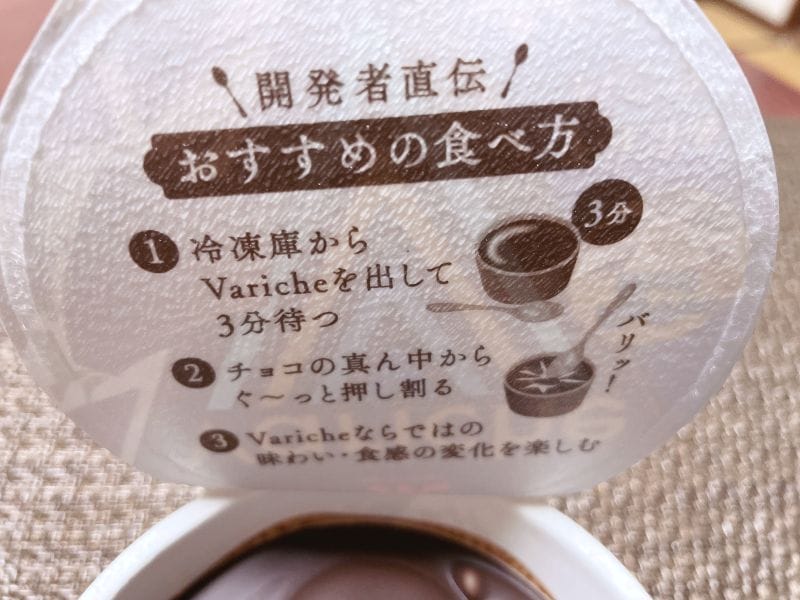 開発者直伝
おすすめの食べ方
1 冷凍庫から
Varicheを出して
3分待つ
3分
2 チョコの真ん中から
ぐ〜っと押し割る
バリッ!
3 Varicheならではの
味わい・食感の変化を楽しむ